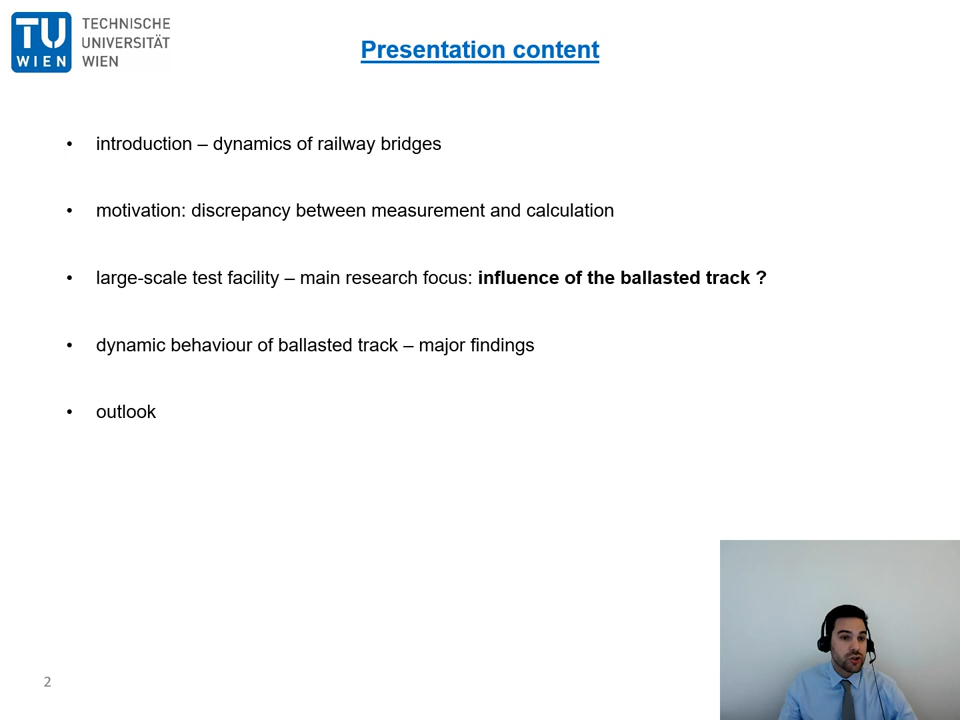 TU
WIEN
TECHNISCHE
UNIVERSITÄT
WIEN
Presentation content
• introduction – dynamics of railway bridges
• motivation: discrepancy between measurement and calculation
• large-scale test facility – main research focus: influence of the ballasted track ?
• dynamic behaviour of ballasted track – major findings
• outlook
2